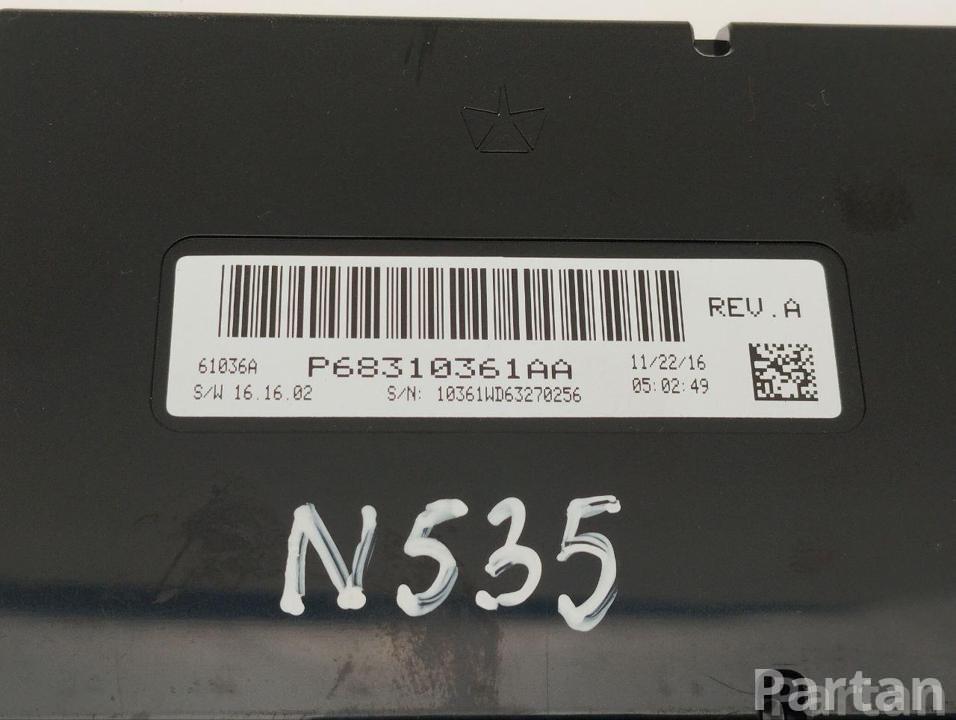 REV.A
61036A P68310361AA 11/22/16
S/W 16.16.02 S/N: 10361WD63270256 05:02:49
N535
Partan